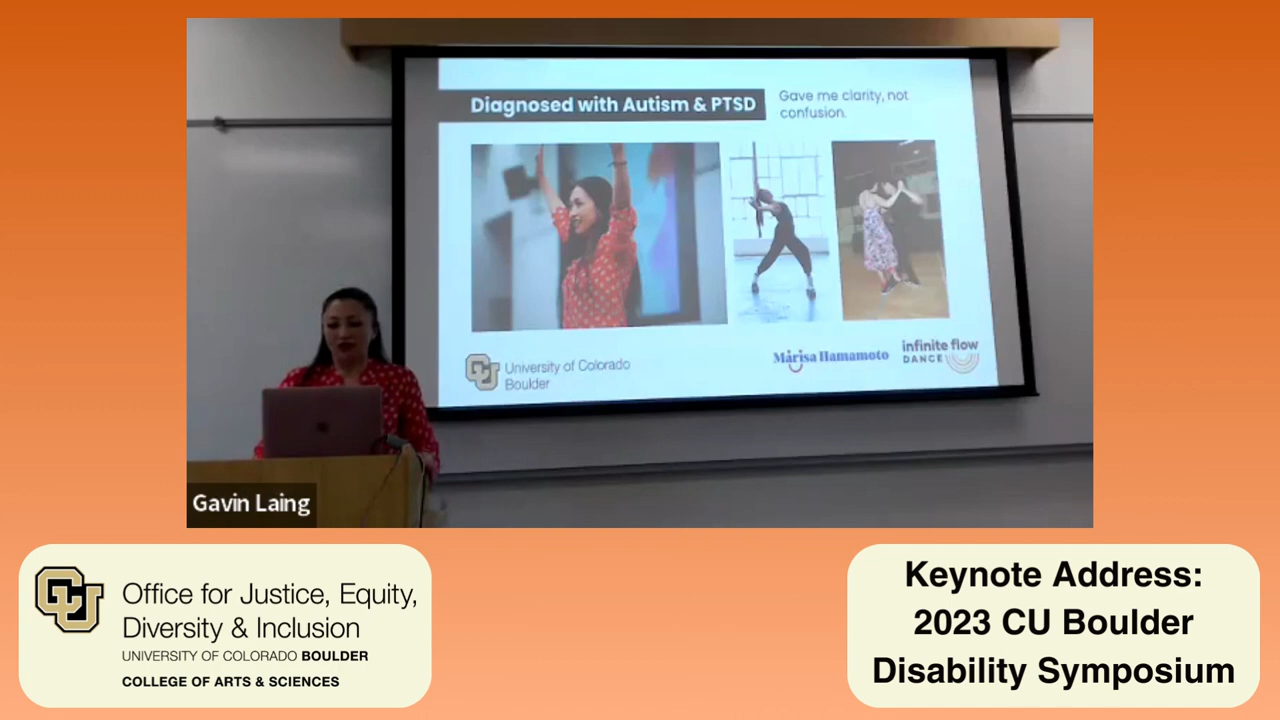 Diagnosed with Autism & PTSD
Gave me clarity, not
confusion.
CU
University of Colorado
Boulder
Marisa Hamamoto
infinite flow
DANCE
Gavin Laing
CU
Office for Justice, Equity,
Diversity & Inclusion
UNIVERSITY OF COLORADO BOULDER
COLLEGE OF ARTS & SCIENCES
Keynote Address:
2023 CU Boulder
Disability Symposium